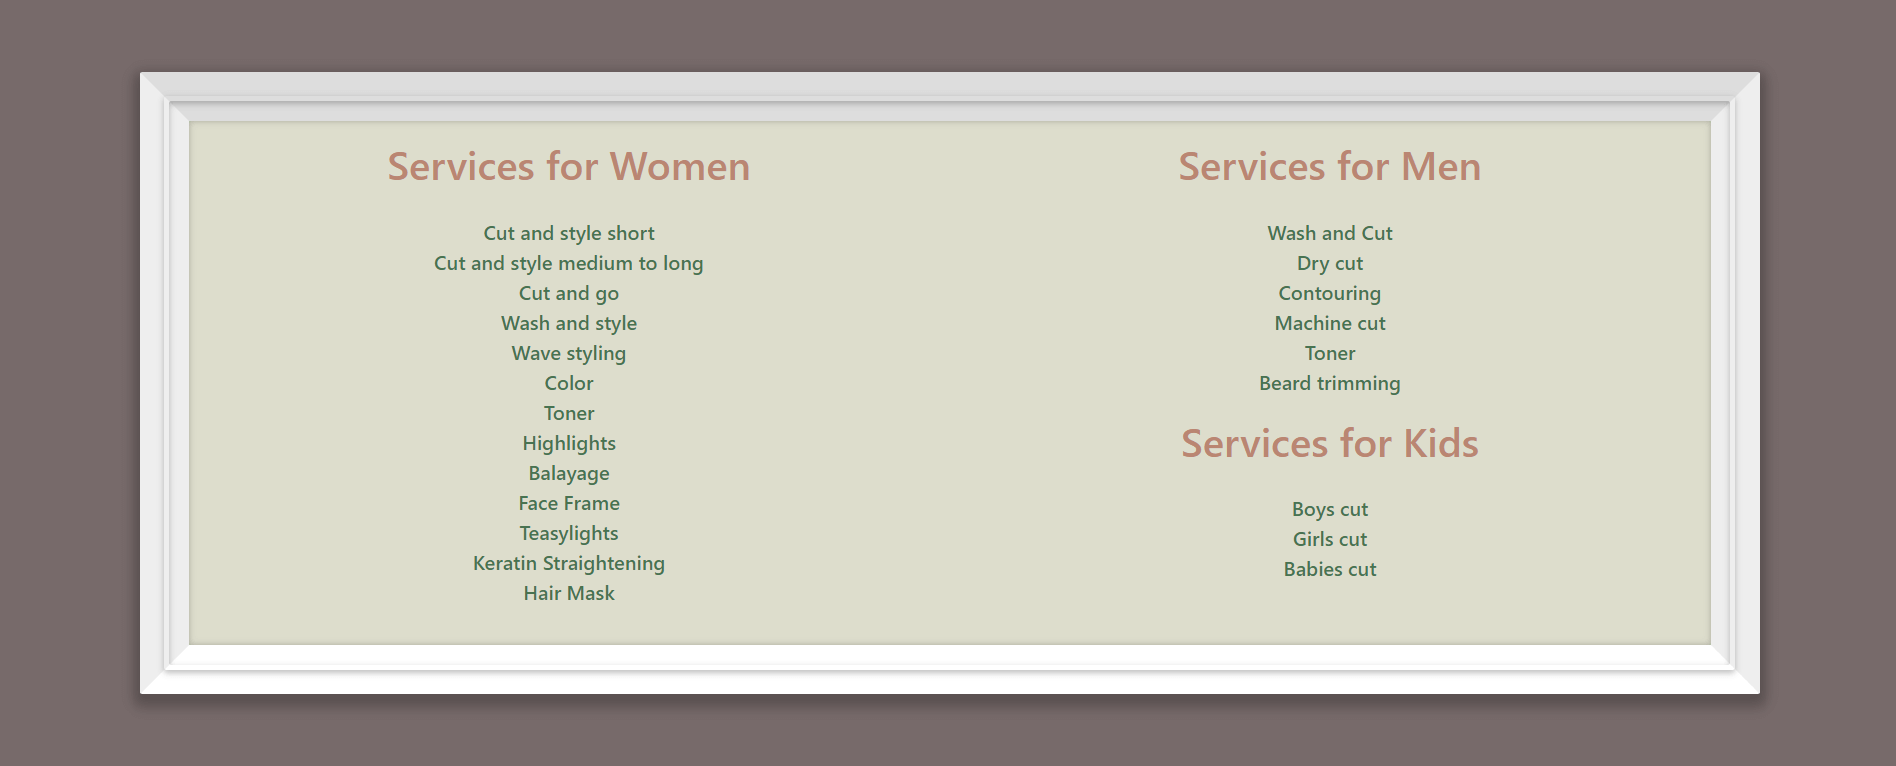 Services for Women
Cut and style short
Cut and style medium to long
Cut and go
Wash and style
Wave styling
Color
Toner
Highlights
Balayage
Face Frame
Teasylights
Keratin Straightening
Hair Mask
Services for Men
Wash and Cut
Dry cut
Contouring
Machine cut
Toner
Beard trimming
Services for Kids
Boys cut
Girls cut
Babies cut